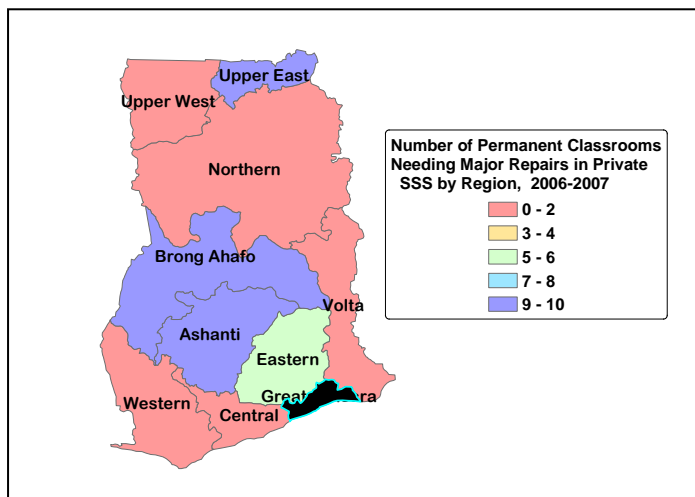 Upper East
Upper West
Number of Permanent Classrooms
Needing Major Repairs in Private
SSS by Region, 2006-2007
Northern
0 - 2
3 - 4
5 - 6
Brong Ahafo
7 - 8
9 - 10
Volta
Ashanti
Eastern
Western
Central